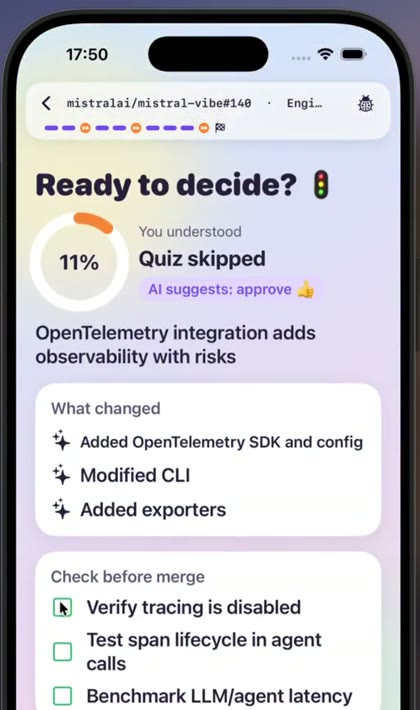 17:50
mistralai/mistral-vibe#140 · Engi…
Ready to decide? 🚦
11%
You understood
Quiz skipped
AI suggests: approve 👍
OpenTelemetry integration adds
observability with risks
What changed
Added OpenTelemetry SDK and config
Modified CLI
Added exporters
Check before merge
Verify tracing is disabled
Test span lifecycle in agent
calls
Benchmark LLM/agent latency